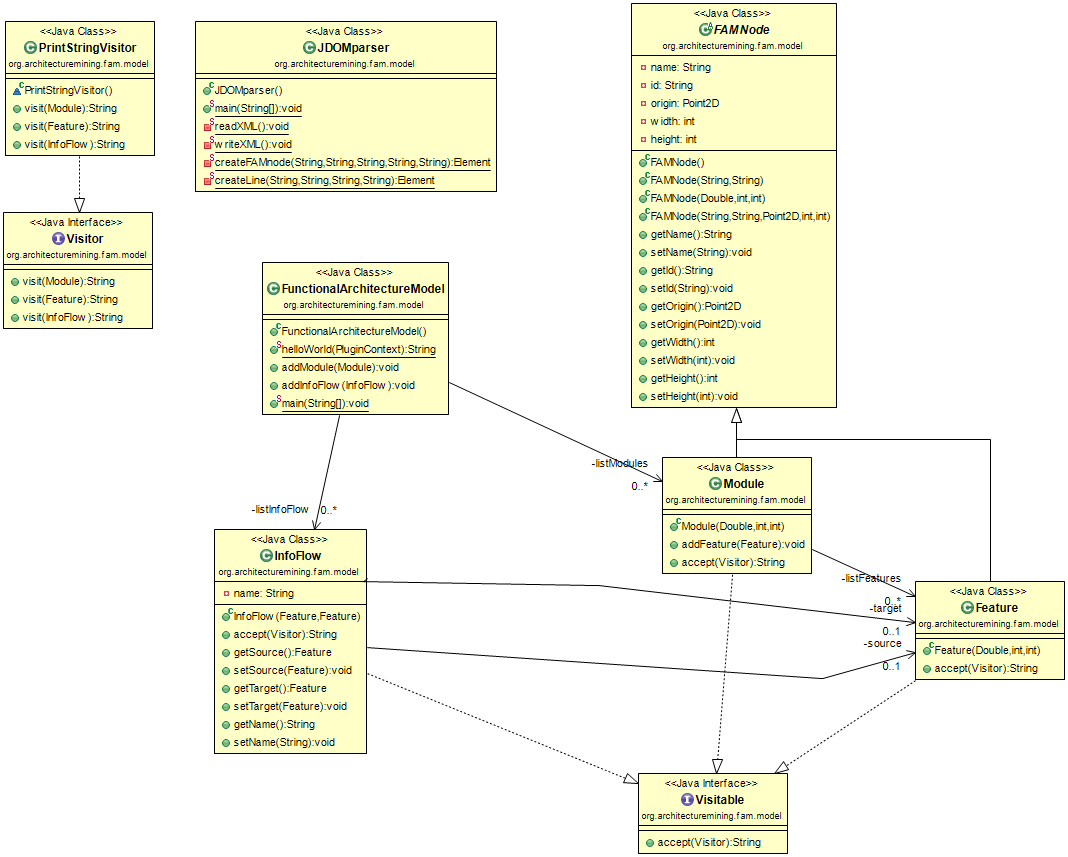 <<Java Class>>
PrintStringVisitor
org.architecturemining.fam.model
PrintStringVisitor()
visit(Module):String
visit(Feature):String
visit(InfoFlow):String
<<Java Class>>
JDOMparser
org.architecturemining.fam.model
JDOMparser()
main(String[]):void
readXML():void
writeXML():void
createFAMnode(String,String,String,String,String):Element
createLine(String,String,String,String):Element
<<Java Class>>
FAMNode
org.architecturemining.fam.model
name: String
id: String
origin: Point2D
width: int
height: int
FAMNode()
FAMNode(String,String)
FAMNode(Double,int,int)
FAMNode(String,String,Point2D,int,int)
getName():String
setName(String):void
getId():String
setId(String):void
getOrigin():Point2D
setOrigin(Point2D):void
getWidth():int
setWidth(int):void
getHeight():int
setHeight(int):void
<<Java Interface>>
Visitor
org.architecturemining.fam.model
visit(Module):String
visit(Feature):String
visit(InfoFlow):String
<<Java Class>>
FunctionalArchitectureModel
org.architecturemining.fam.model
FunctionalArchitectureModel()
helloWorld(PluginContext):String
addModule(Module):void
addInfoFlow(InfoFlow):void
main(String[]):void
-listModules
0..*
-listInfoFlow
0..*
<<Java Class>>
Module
org.architecturemining.fam.model
Module(Double,int,int)
addFeature(Feature):void
accept(Visitor):String
<<Java Class>>
InfoFlow
org.architecturemining.fam.model
name: String
InfoFlow(Feature,Feature)
accept(Visitor):String
getSource():Feature
setSource(Feature):void
getTarget():Feature
setTarget(Feature):void
getName():String
setName(String):void
-listFeatures
0..*
-target
0..1
-source
0..1
<<Java Class>>
Feature
org.architecturemining.fam.model
Feature(Double,int,int)
accept(Visitor):String
<<Java Interface>>
Visitable
org.architecturemining.fam.model
accept(Visitor):String